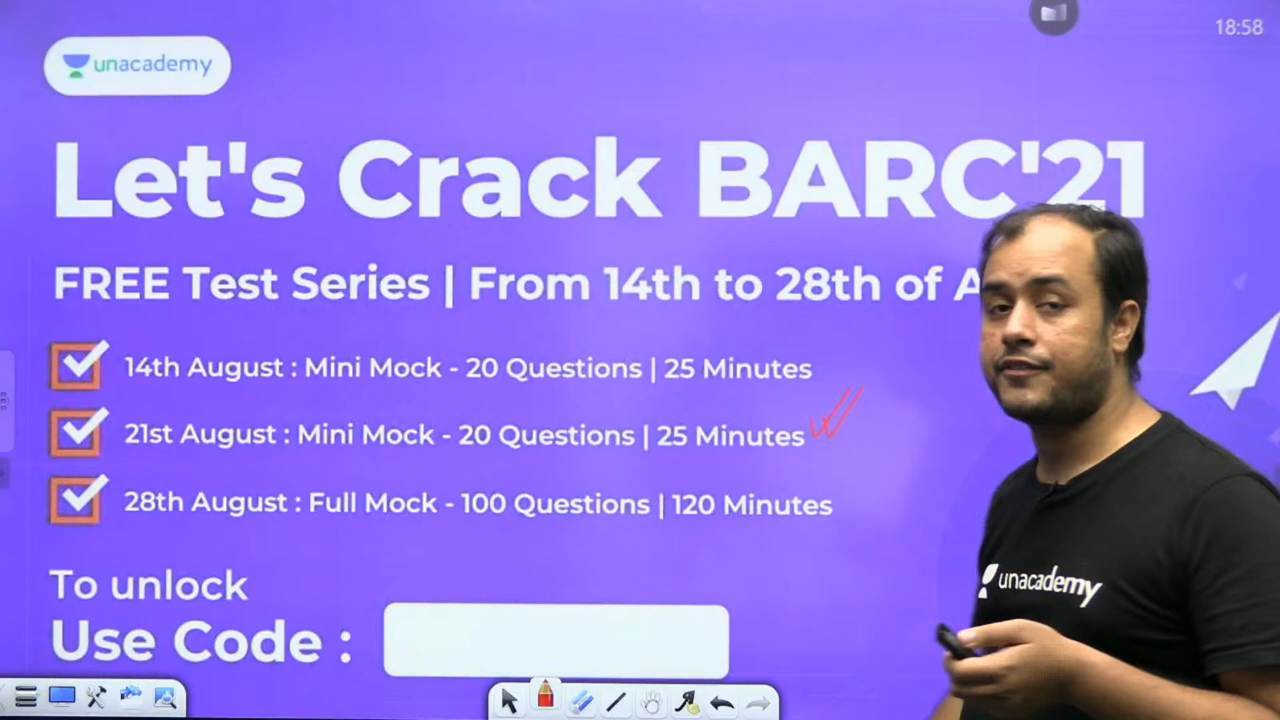 18:58
unacademy
Let's Crack BARC'21
FREE Test Series | From 14th to 28th of A
14th August : Mini Mock - 20 Questions | 25 Minutes
21st August : Mini Mock - 20 Questions | 25 Minutes
28th August : Full Mock - 100 Questions | 120 Minutes
To unlock
Use Code :
unacademy